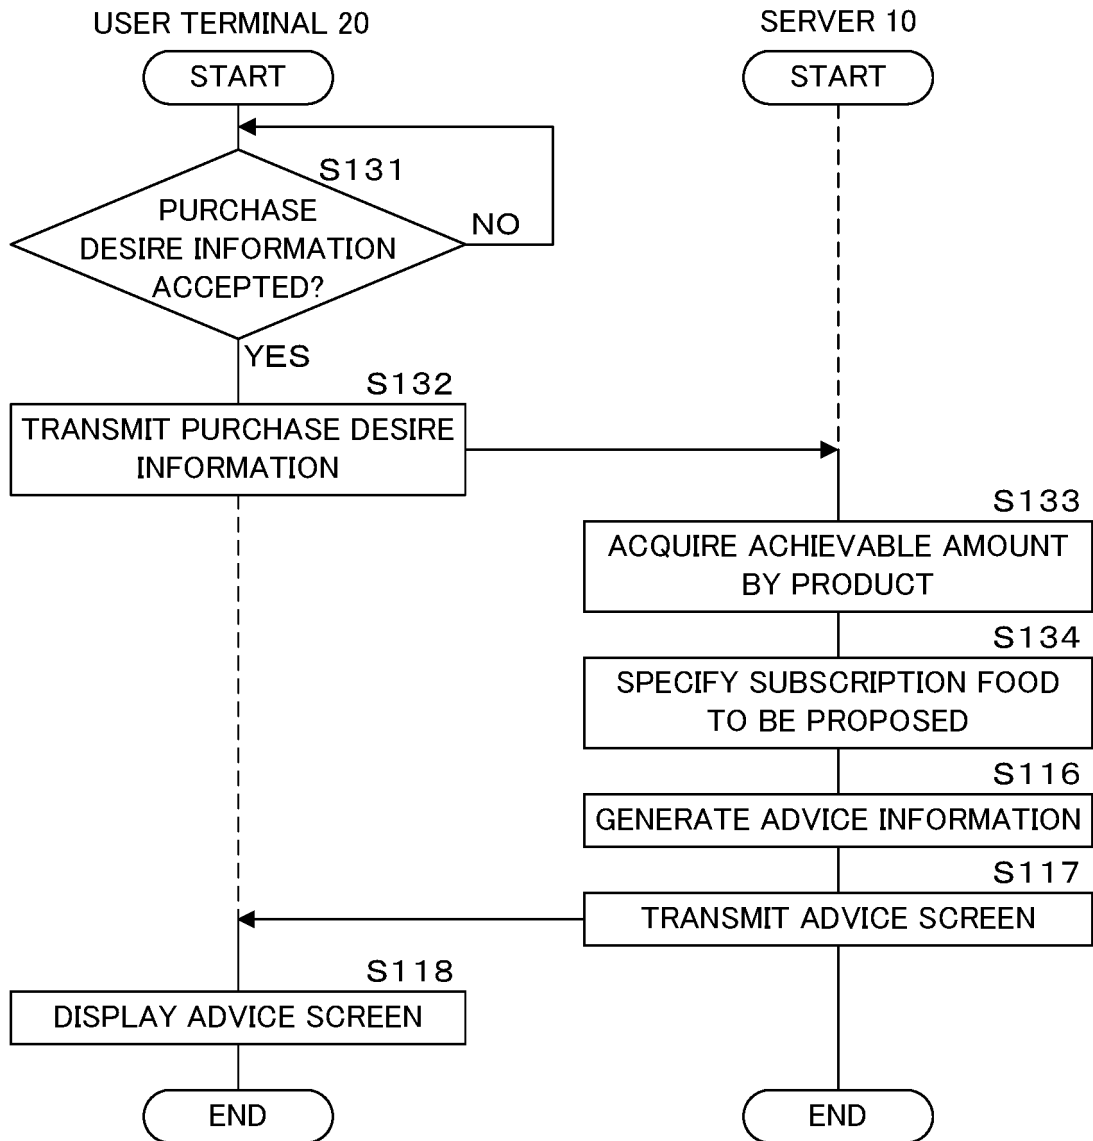 USER TERMINAL 20
SERVER 10
START
START
S131
PURCHASE
DESIRE INFORMATION
ACCEPTED?
NO
YES
S132
TRANSMIT PURCHASE DESIRE
INFORMATION
S133
ACQUIRE ACHIEVABLE AMOUNT
BY PRODUCT
S134
SPECIFY SUBSCRIPTION FOOD
TO BE PROPOSED
S116
GENERATE ADVICE INFORMATION
S117
TRANSMIT ADVICE SCREEN
S118
DISPLAY ADVICE SCREEN
END
END